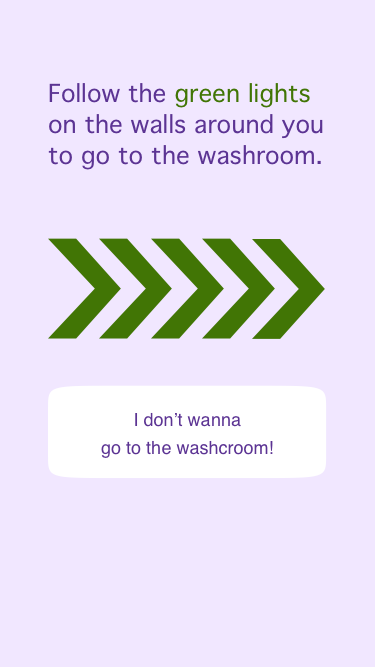 Follow the green lights
on the walls around you
to go to the washroom.
I don't wanna
go to the washcroom!